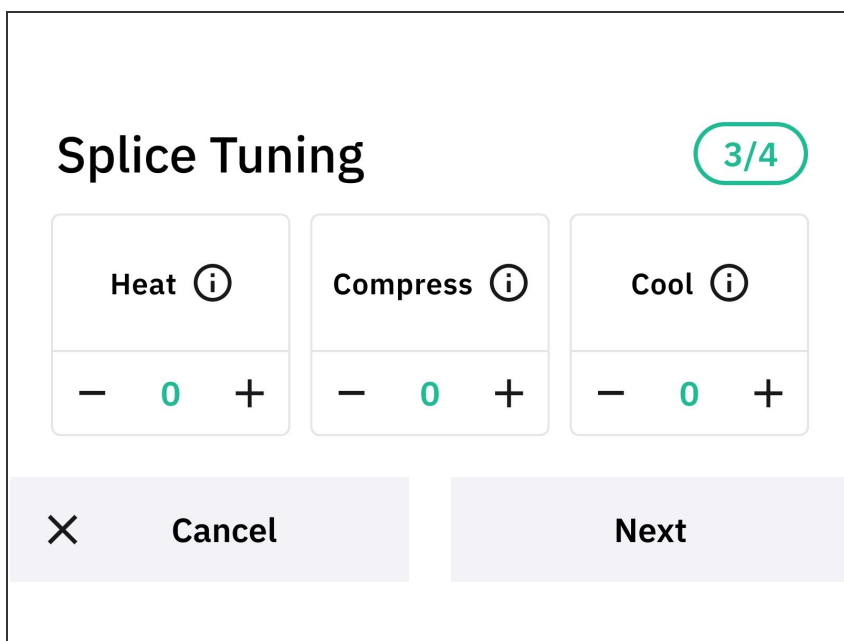 Splice Tuning 3/4
Heat Compress Cool
− 0 + − 0 + − 0 +
Cancel Next